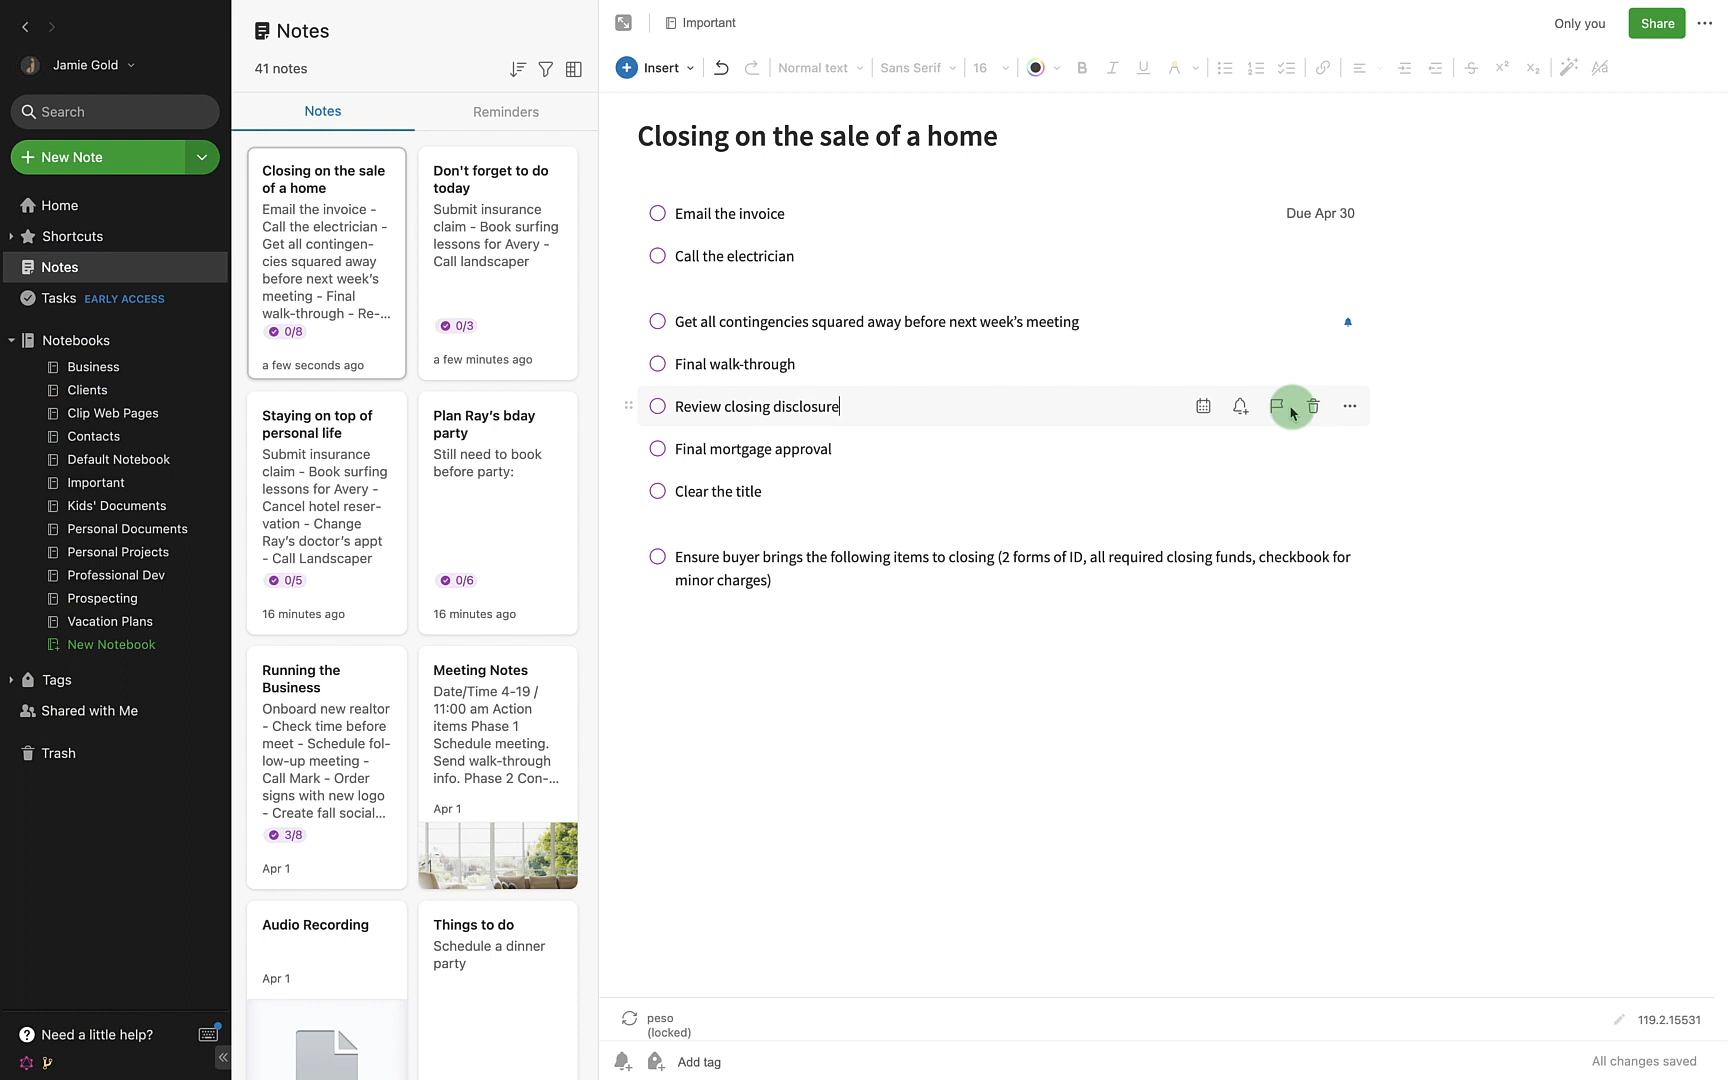 Jamie Gold
Search
New Note
Home
Shortcuts
Notes
Tasks EARLY ACCESS
Notebooks
Business
Clients
Clip Web Pages
Contacts
Default Notebook
Important
Kids' Documents
Personal Documents
Personal Projects
Professional Dev
Prospecting
Vacation Plans
New Notebook
Tags
Shared with Me
Trash
Need a little help?
Notes
41 notes
Notes
Reminders
Closing on the sale
of a home
Email the invoice -
Call the electrician -
Get all contingen-
cies squared away
before next week's
meeting - Final
walk-through - Re-...
0/8
a few seconds ago
Don't forget to do
today
Submit insurance
claim - Book surfing
lessons for Avery -
Call landscaper
0/3
a few minutes ago
Staying on top of
personal life
Submit insurance
claim - Book surfing
lessons for Avery -
Cancel hotel reser-
vation - Change
Ray's doctor's appt
- Call Landscaper
0/5
16 minutes ago
Plan Ray's bday
party
Still need to book
before party:
0/6
16 minutes ago
Running the
Business
Onboard new realtor
- Check time before
meet - Schedule fol-
low-up meeting -
Call Mark - Order
signs with new logo
- Create fall social...
3/8
Apr 1
Meeting Notes
Date/Time 4-19 /
11:00 am Action
items Phase 1
Schedule meeting.
Send walk-through
info. Phase 2 Con-...
Apr 1
Audio Recording
Apr 1
Things to do
Schedule a dinner
party
Important
Only you
Share
Insert
Normal text
Sans Serif
16
Closing on the sale of a home
Email the invoice
Due Apr 30
Call the electrician
Get all contingencies squared away before next week’s meeting
Final walk-through
Review closing disclosure
Final mortgage approval
Clear the title
Ensure buyer brings the following items to closing (2 forms of ID, all required closing funds, checkbook for
minor charges)
peso
(locked)
119.2.15531
Add tag
All changes saved